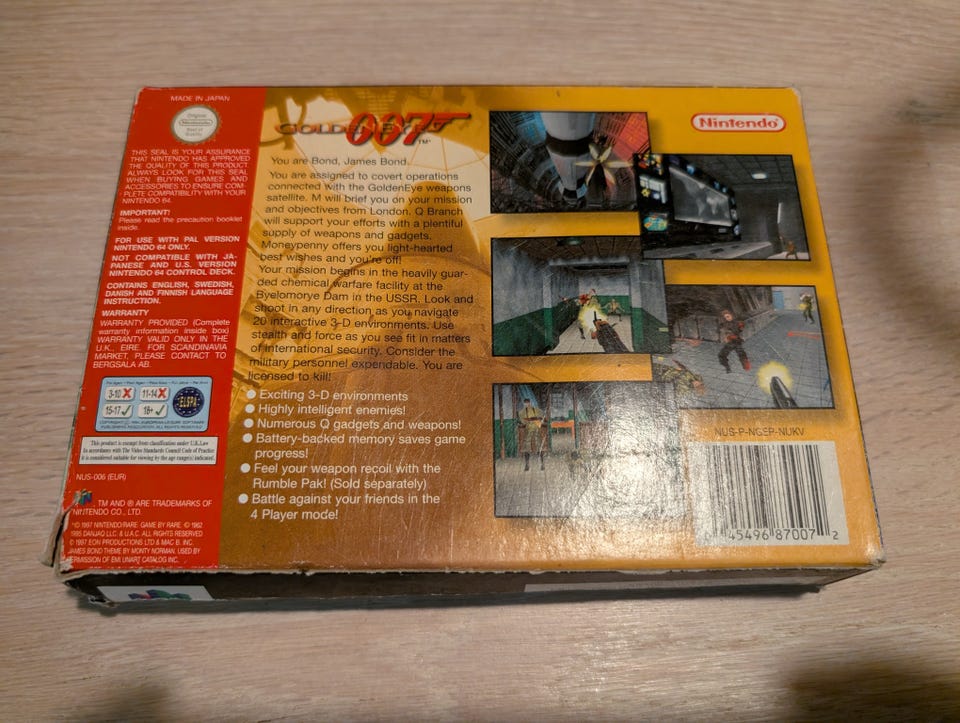 MADE IN JAPAN
Original
Nintendo
Seal of
Quality
THIS SEAL IS YOUR ASSURANCE
THAT NINTENDO HAS APPROVED
THE QUALITY OF THIS PRODUCT.
ALWAYS LOOK FOR THIS SEAL
WHEN BUYING GAMES AND
ACCESSORIES TO ENSURE COM-
PLETE COMPATIBILITY WITH YOUR
NINTENDO 64.
IMPORTANT!
Please read the precaution booklet
inside.
FOR USE WITH PAL VERSION
NINTENDO 64 ONLY.
NOT COMPATIBLE WITH JA-
PANESE AND U.S. VERSION
NINTENDO 64 CONTROL DECK.
CONTAINS ENGLISH, SWEDISH,
DANISH AND FINNISH LANGUAGE
INSTRUCTION.
WARRANTY
WARRANTY PROVIDED (Complete
warranty information inside box)
WARRANTY VALID ONLY IN THE
U.K., EIRE. FOR SCANDINAVIA
MARKET, PLEASE CONTACT TO
BERGSALA AB.
3-10 11-14
15-17 18+
ELSPA
This product is exempt from classification under U.K.Law
In accordance with The Video Standards Council Code of Practice
it is considered suitable for viewing by the age range(s) indicated.
NUS-006 (EUR)
TM AND ® ARE TRADEMARKS OF
NINTENDO CO., LTD.
© 1997 NINTENDO/RARE. GAME BY RARE. © 1962
1995 DANJAQ LLC. & U.A.C. ALL RIGHTS RESERVED
© 1997 EON PRODUCTIONS LTD & MAC B. INC.
JAMES BOND THEME BY MONTY NORMAN, USED BY
PERMISSION OF EMI UNART CATALOG INC.
GOLDENEYE 007 ™
You are Bond, James Bond.
You are assigned to covert operations
connected with the GoldenEye weapons
satellite. M will brief you on your mission
and objectives from London. Q Branch
will support your efforts with a plentiful
supply of weapons and gadgets.
Moneypenny offers you light-hearted
best wishes and you're off!
Your mission begins in the heavily guar-
ded chemical warfare facility at the
Byelomorye Dam in the USSR. Look and
shoot in any direction as you navigate
20 interactive 3-D environments. Use
stealth and force as you see fit in matters
of international security. Consider the
military personnel expendable. You are
licensed to kill!
● Exciting 3-D environments
● Highly intelligent enemies!
● Numerous Q gadgets and weapons!
● Battery-backed memory saves game
progress!
● Feel your weapon recoil with the
Rumble Pak! (Sold separately)
● Battle against your friends in the
4 Player mode!
Nintendo®
NUS-P-NGEP-NUKV
45496 87007 2